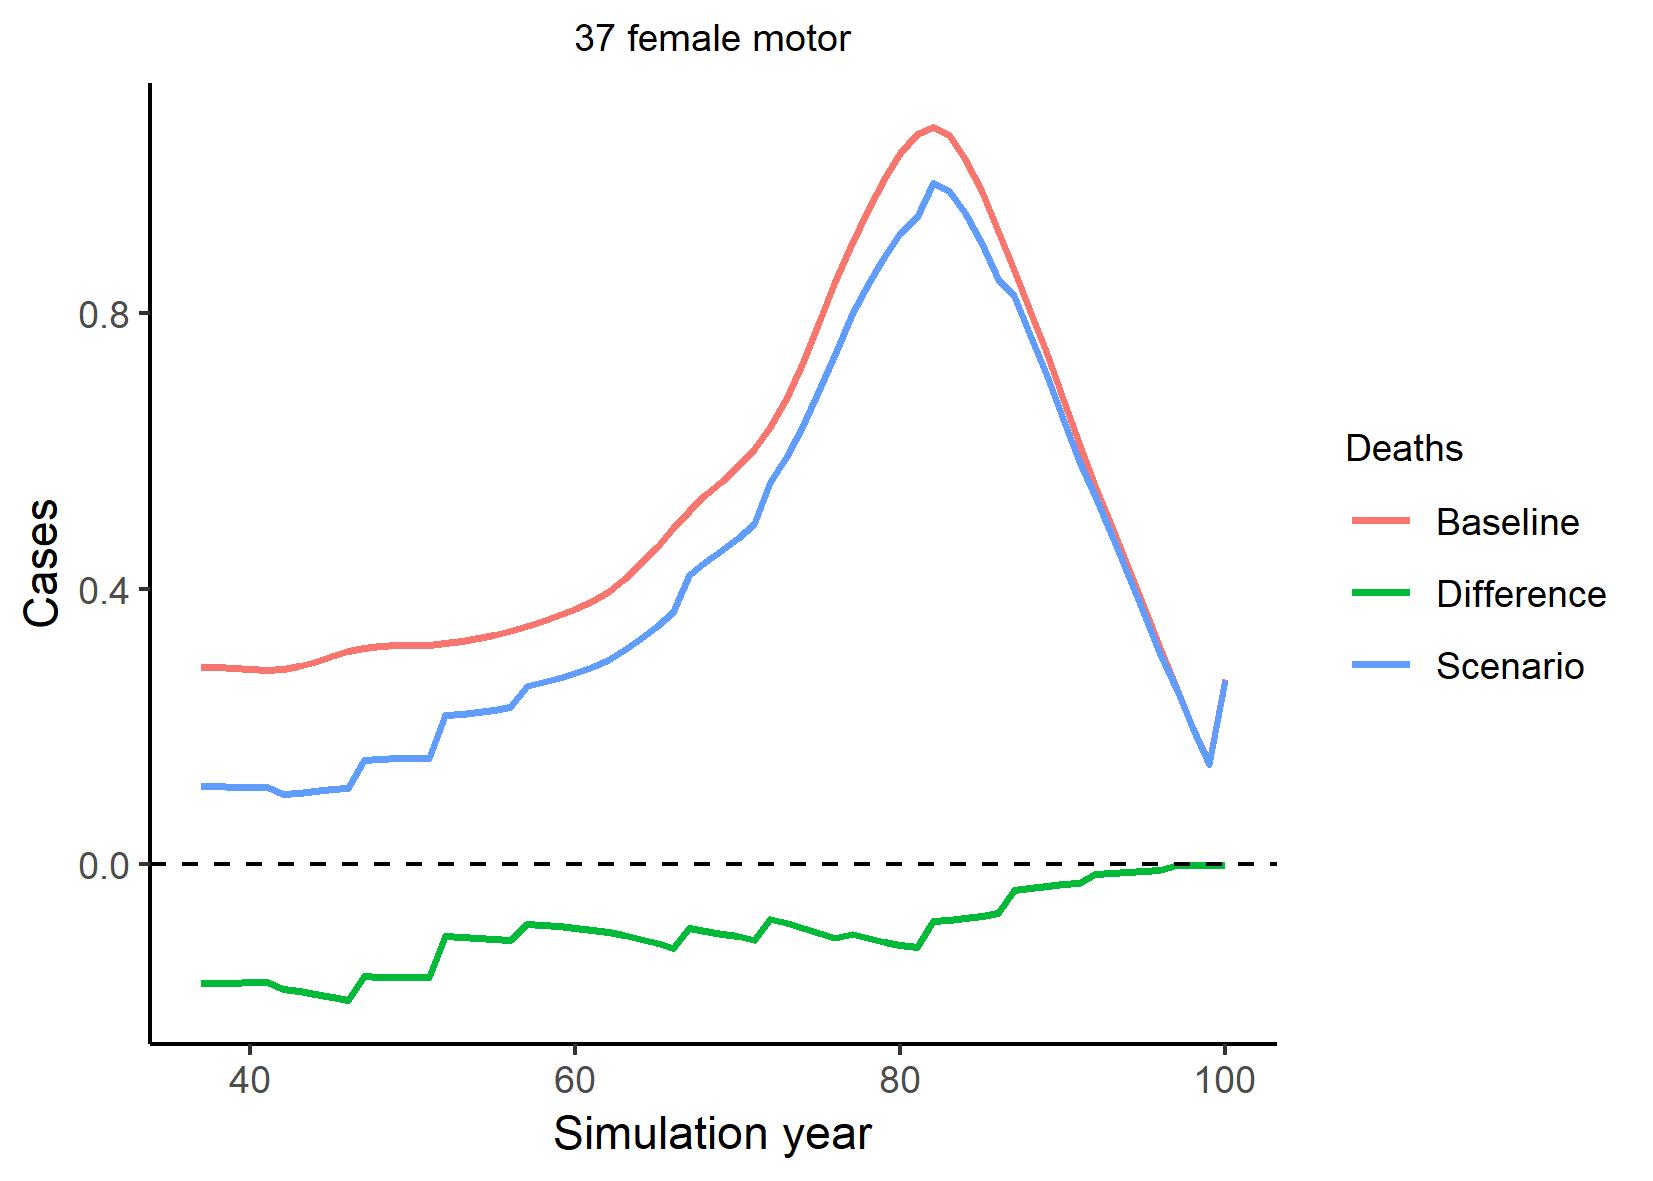 37 female motor
Cases
0.8
0.4
0.0
40 60 80 100
Simulation year
Deaths
Baseline
Difference
Scenario